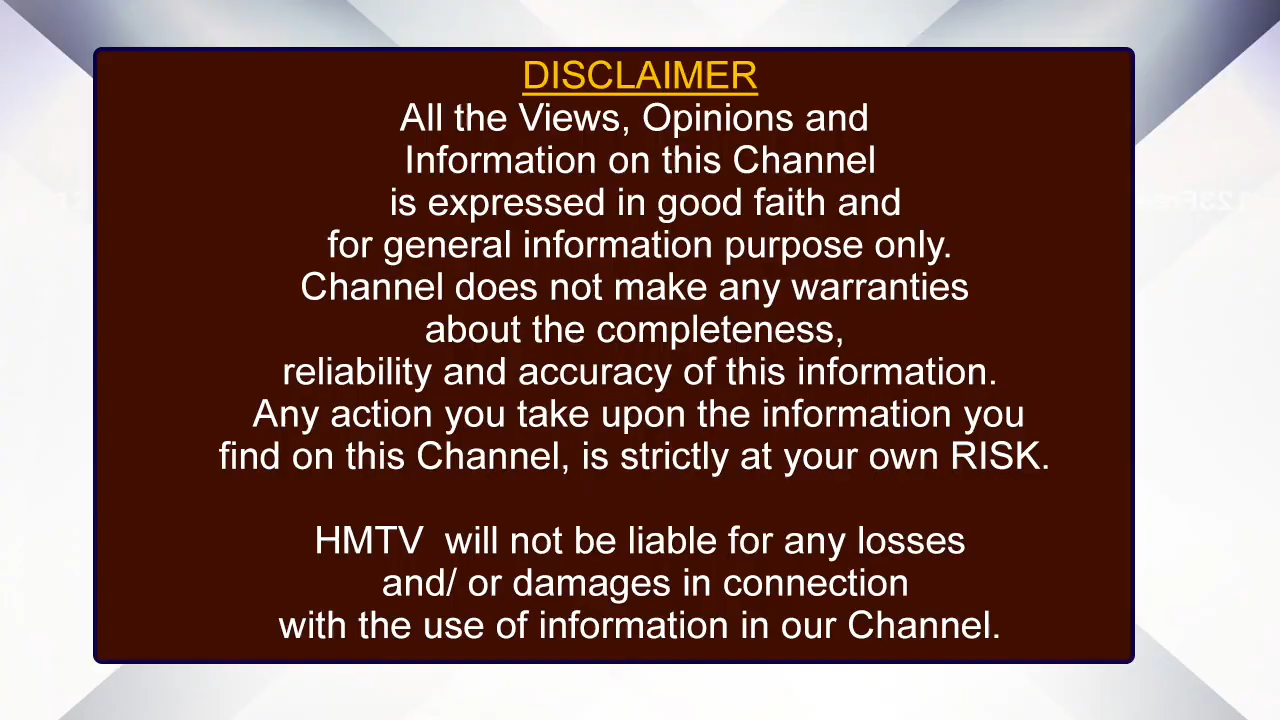 DISCLAIMER
All the Views, Opinions and
Information on this Channel
is expressed in good faith and
for general information purpose only.
Channel does not make any warranties
about the completeness,
reliability and accuracy of this information.
Any action you take upon the information you
find on this Channel, is strictly at your own RISK.
HMTV will not be liable for any losses
and/ or damages in connection
with the use of information in our Channel.